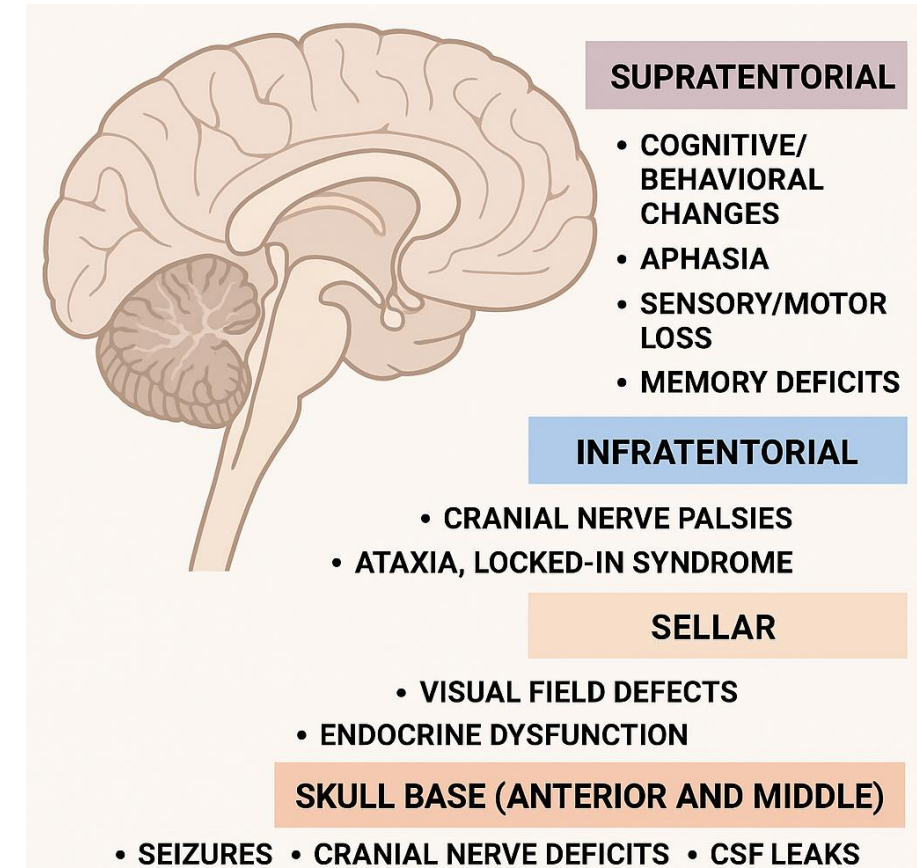 SUPRATENTORIAL
• COGNITIVE/
BEHAVIORAL
CHANGES
• APHASIA
• SENSORY/MOTOR
LOSS
• MEMORY DEFICITS
INFRATENTORIAL
• CRANIAL NERVE PALSIES
• ATAXIA, LOCKED-IN SYNDROME
SELLAR
• VISUAL FIELD DEFECTS
• ENDOCRINE DYSFUNCTION
SKULL BASE (ANTERIOR AND MIDDLE)
• SEIZURES • CRANIAL NERVE DEFICITS • CSF LEAKS